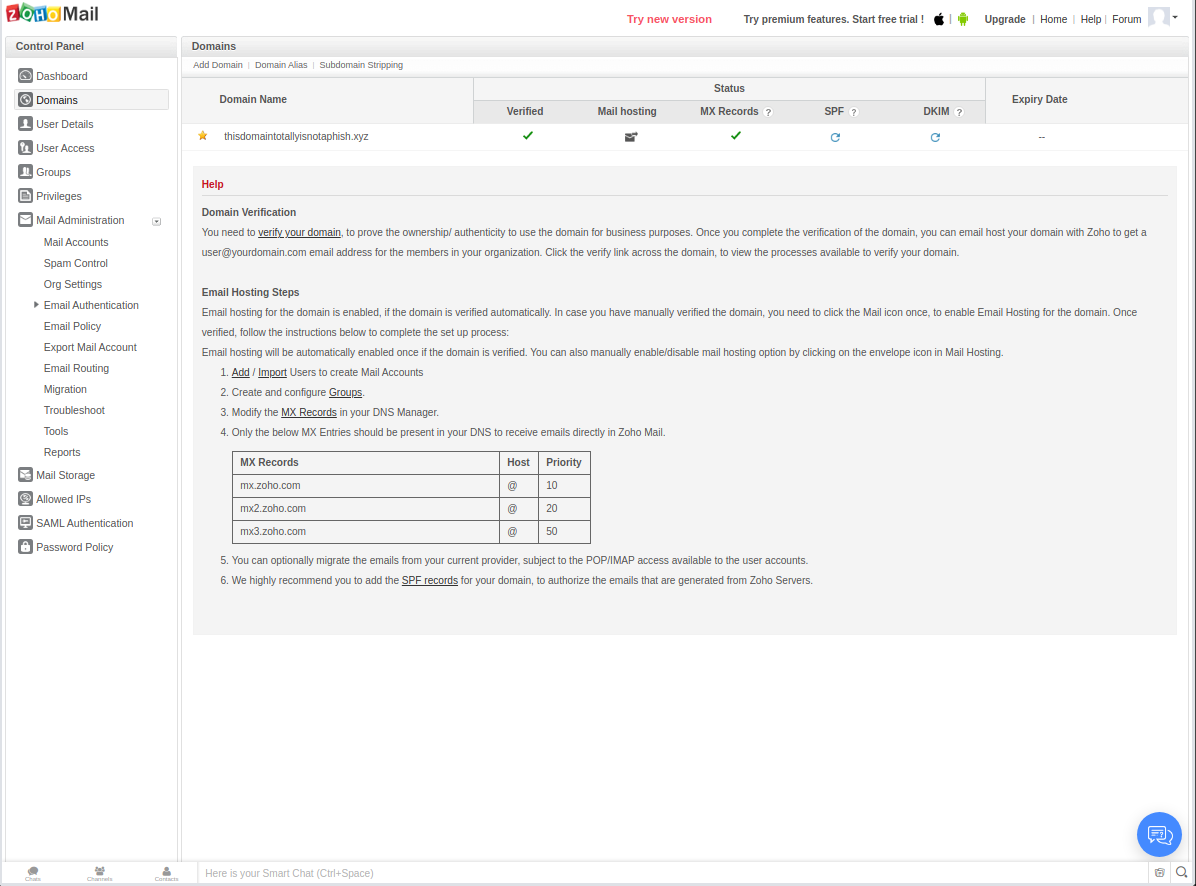 ZOHO Mail
Try new version
Try premium features. Start free trial !
Upgrade | Home | Help | Forum
Control Panel
Dashboard
Domains
User Details
User Access
Groups
Privileges
Mail Administration
Mail Accounts
Spam Control
Org Settings
Email Authentication
Email Policy
Export Mail Account
Email Routing
Migration
Troubleshoot
Tools
Reports
Mail Storage
Allowed IPs
SAML Authentication
Password Policy
Domains
Add Domain | Domain Alias | Subdomain Stripping
Domain Name
Status
Expiry Date
Verified Mail hosting MX Records ? SPF ? DKIM ?
thisdomaintotallyisnotaphish.xyz --
Help
Domain Verification
You need to verify your domain, to prove the ownership/ authenticity to use the domain for business purposes. Once you complete the verification of the domain, you can email host your domain with Zoho to get a
user@yourdomain.com email address for the members in your organization. Click the verify link across the domain, to view the processes available to verify your domain.
Email Hosting Steps
Email hosting for the domain is enabled, if the domain is verified automatically. In case you have manually verified the domain, you need to click the Mail icon once, to enable Email Hosting for the domain. Once
verified, follow the instructions below to complete the set up process:
Email hosting will be automatically enabled once if the domain is verified. You can also manually enable/disable mail hosting option by clicking on the envelope icon in Mail Hosting.
1. Add / Import Users to create Mail Accounts
2. Create and configure Groups.
3. Modify the MX Records in your DNS Manager.
4. Only the below MX Entries should be present in your DNS to receive emails directly in Zoho Mail.
MX Records Host Priority
mx.zoho.com @ 10
mx2.zoho.com @ 20
mx3.zoho.com @ 50
5. You can optionally migrate the emails from your current provider, subject to the POP/IMAP access available to the user accounts.
6. We highly recommend you to add the SPF records for your domain, to authorize the emails that are generated from Zoho Servers.
Chats Channels Contacts
Here is your Smart Chat (Ctrl+Space)